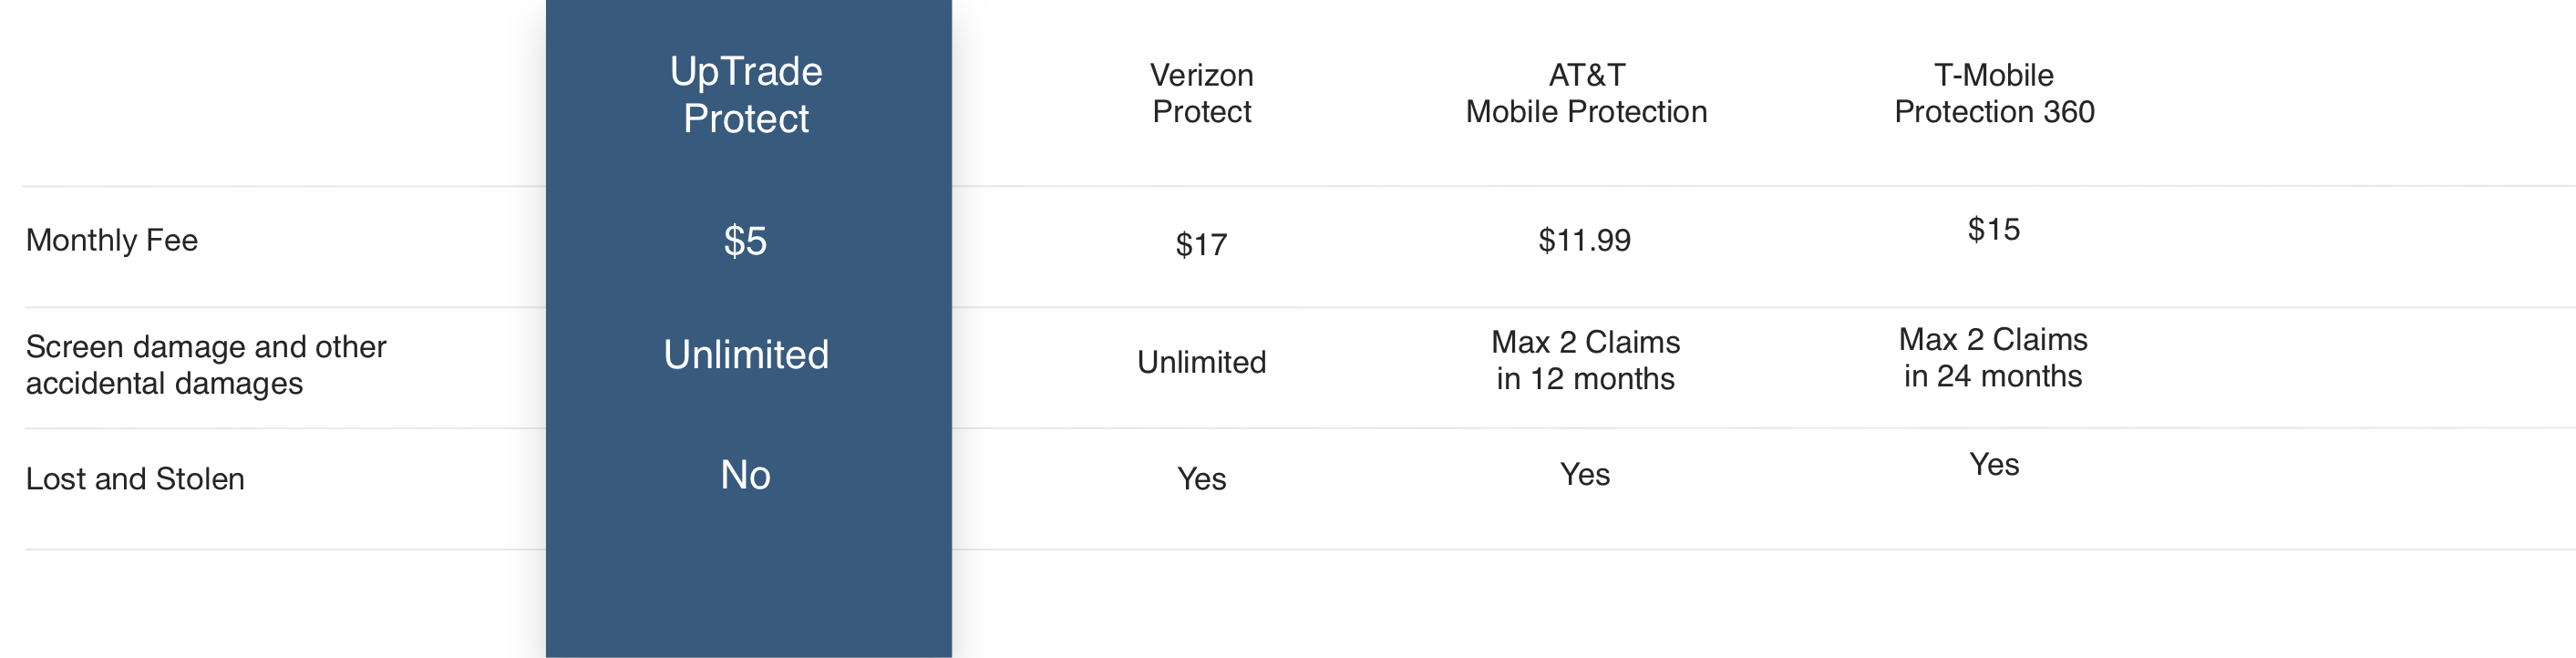 UpTrade
Protect
Verizon
Protect
AT&T
Mobile Protection
T-Mobile
Protection 360
Monthly Fee
$5
$17
$11.99
$15
Screen damage and other
accidental damages
Unlimited
Unlimited
Max 2 Claims
in 12 months
Max 2 Claims
in 24 months
Lost and Stolen
No
Yes
Yes
Yes